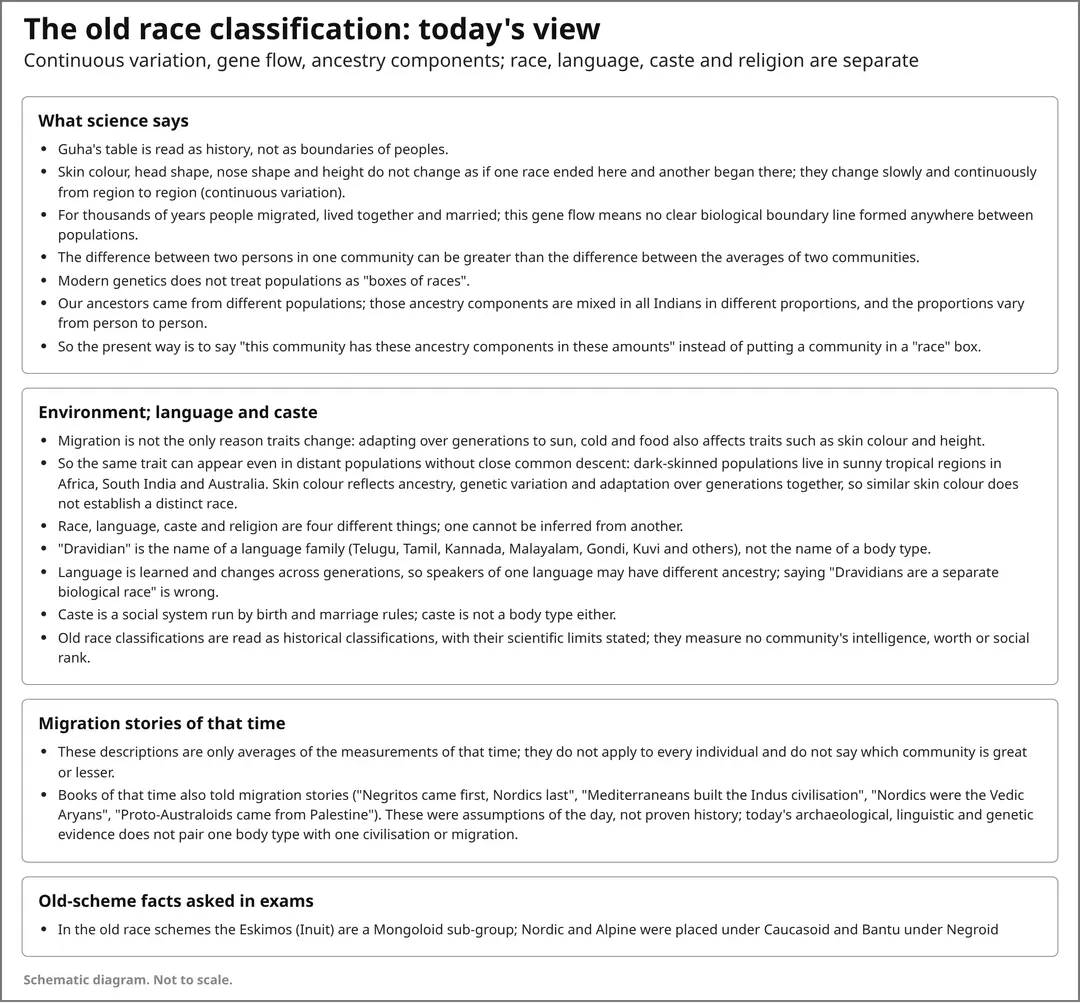 The old race classification: today's view
Continuous variation, gene flow, ancestry components; race, language, caste and religion are separate
What science says
• Guha's table is read as history, not as boundaries of peoples.
• Skin colour, head shape, nose shape and height do not change as if one race ended here and another began there; they change slowly and continuously
from region to region (continuous variation).
• For thousands of years people migrated, lived together and married; this gene flow means no clear biological boundary line formed anywhere between
populations.
• The difference between two persons in one community can be greater than the difference between the averages of two communities.
• Modern genetics does not treat populations as "boxes of races".
• Our ancestors came from different populations; those ancestry components are mixed in all Indians in different proportions, and the proportions vary
from person to person.
• So the present way is to say "this community has these ancestry components in these amounts" instead of putting a community in a "race" box.
Environment; language and caste
• Migration is not the only reason traits change: adapting over generations to sun, cold and food also affects traits such as skin colour and height.
• So the same trait can appear even in distant populations without close common descent: dark-skinned populations live in sunny tropical regions in
Africa, South India and Australia. Skin colour reflects ancestry, genetic variation and adaptation over generations together, so similar skin colour does
not establish a distinct race.
• Race, language, caste and religion are four different things; one cannot be inferred from another.
• "Dravidian" is the name of a language family (Telugu, Tamil, Kannada, Malayalam, Gondi, Kuvi and others), not the name of a body type.
• Language is learned and changes across generations, so speakers of one language may have different ancestry; saying "Dravidians are a separate
biological race" is wrong.
• Caste is a social system run by birth and marriage rules; caste is not a body type either.
• Old race classifications are read as historical classifications, with their scientific limits stated; they measure no community's intelligence, worth or social
rank.
Migration stories of that time
• These descriptions are only averages of the measurements of that time; they do not apply to every individual and do not say which community is great
or lesser.
• Books of that time also told migration stories ("Negritos came first, Nordics last", "Mediterraneans built the Indus civilisation", "Nordics were the Vedic
Aryans", "Proto-Australoids came from Palestine"). These were assumptions of the day, not proven history; today's archaeological, linguistic and genetic
evidence does not pair one body type with one civilisation or migration.
Old-scheme facts asked in exams
• In the old race schemes the Eskimos (Inuit) are a Mongoloid sub-group; Nordic and Alpine were placed under Caucasoid and Bantu under Negroid
Schematic diagram. Not to scale.